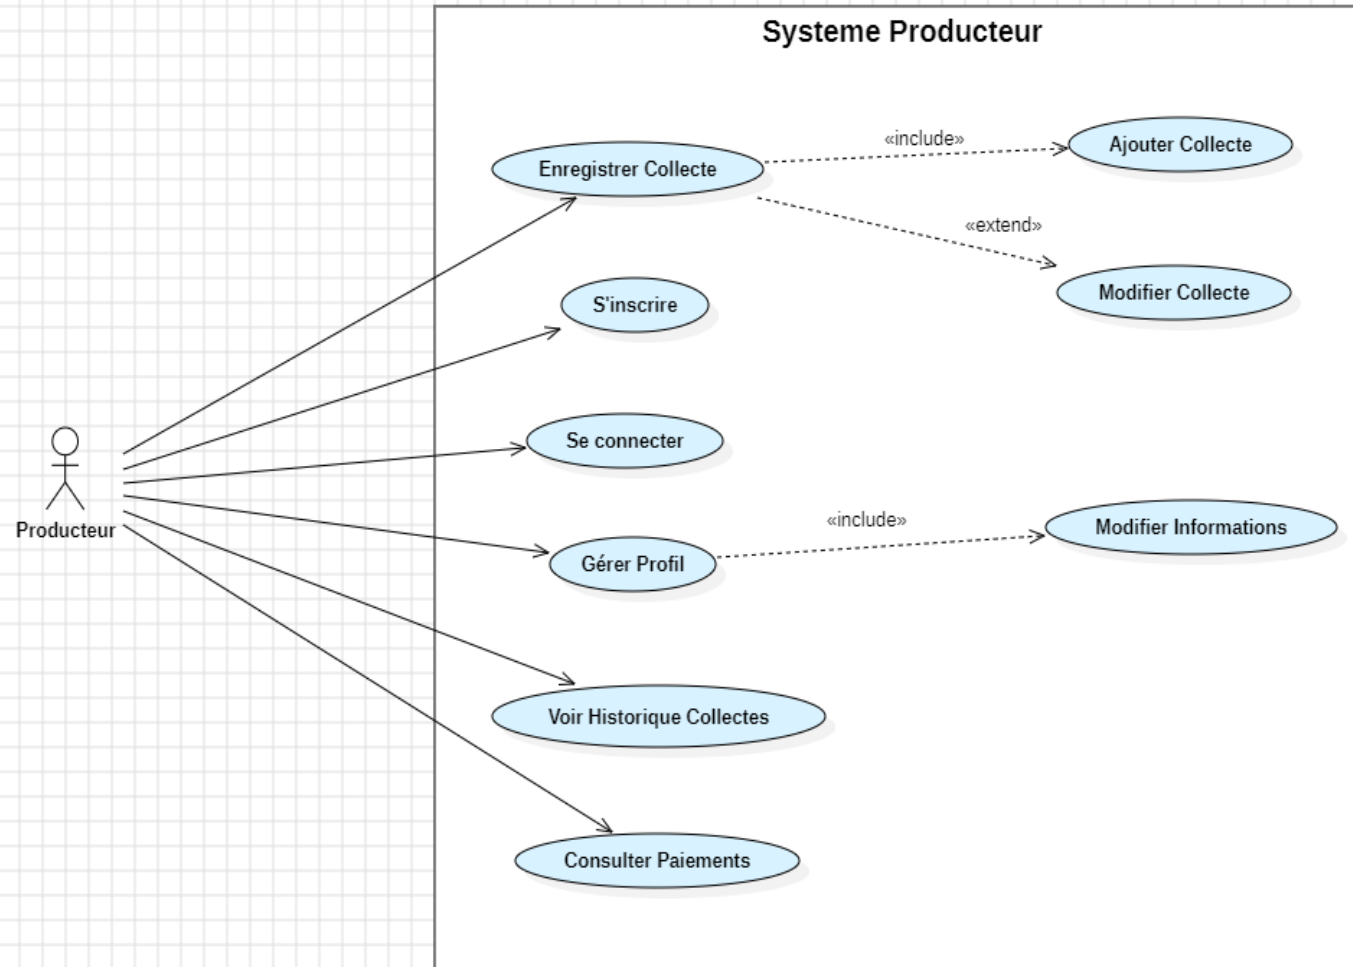 Systeme Producteur
«include»
Ajouter Collecte
Enregistrer Collecte
«extend»
Modifier Collecte
S'inscrire
Se connecter
Producteur
«include»
Modifier Informations
Gérer Profil
Voir Historique Collectes
Consulter Paiements